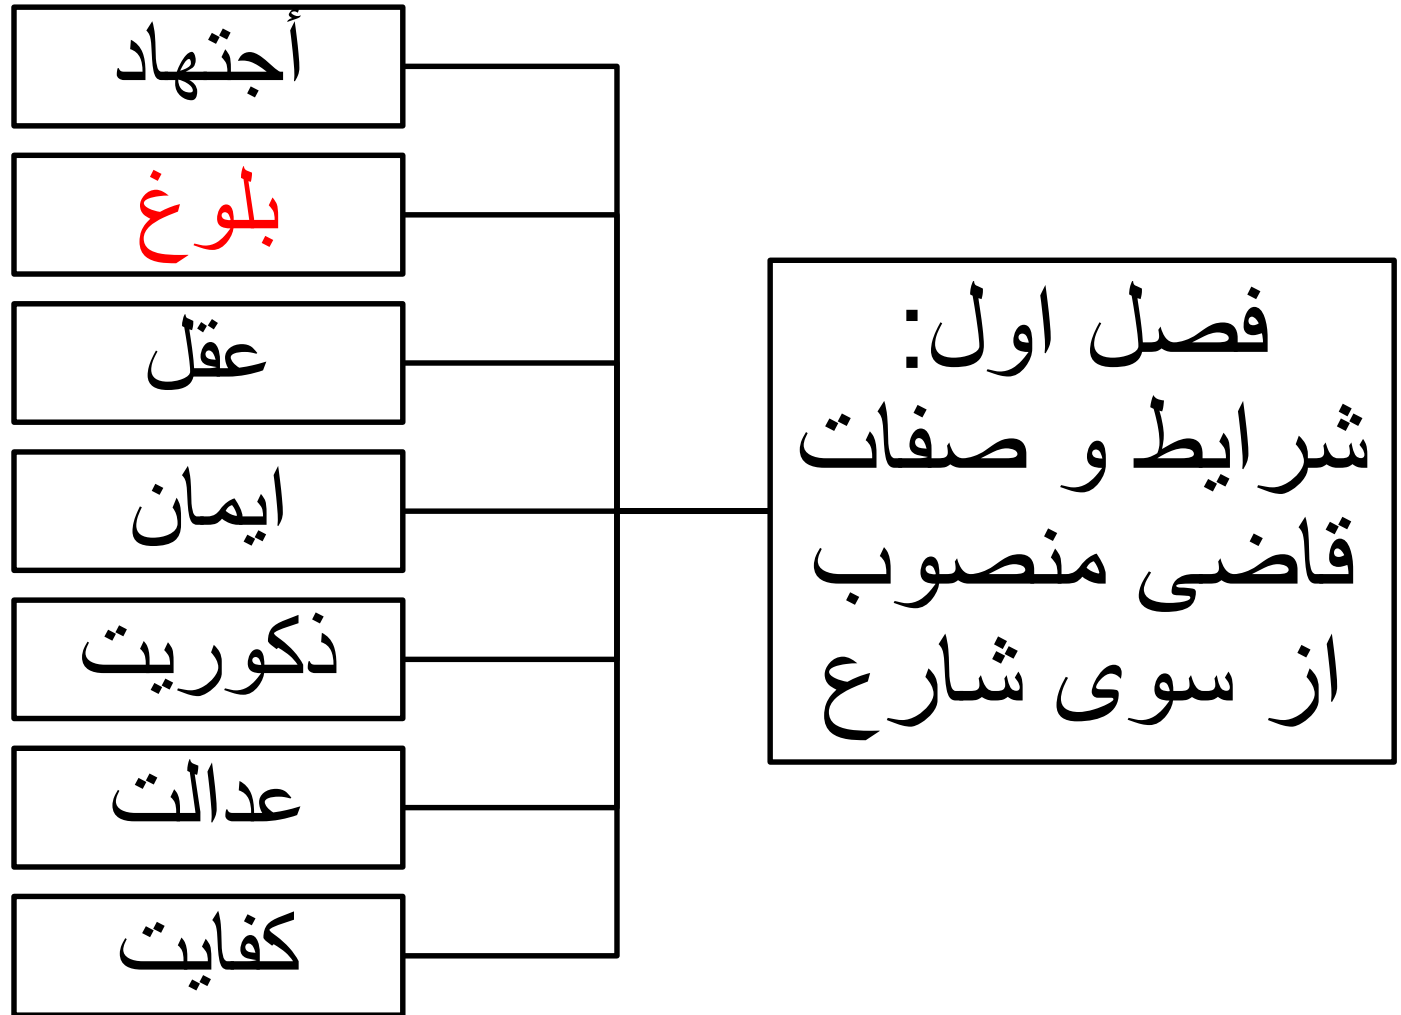 فصل اول:
شرایط و صفات
قاضی منصوب
از سوی شارع
أجتهاد
بلوغ
عقل
ایمان
ذکوریت
عدالت
کفایت